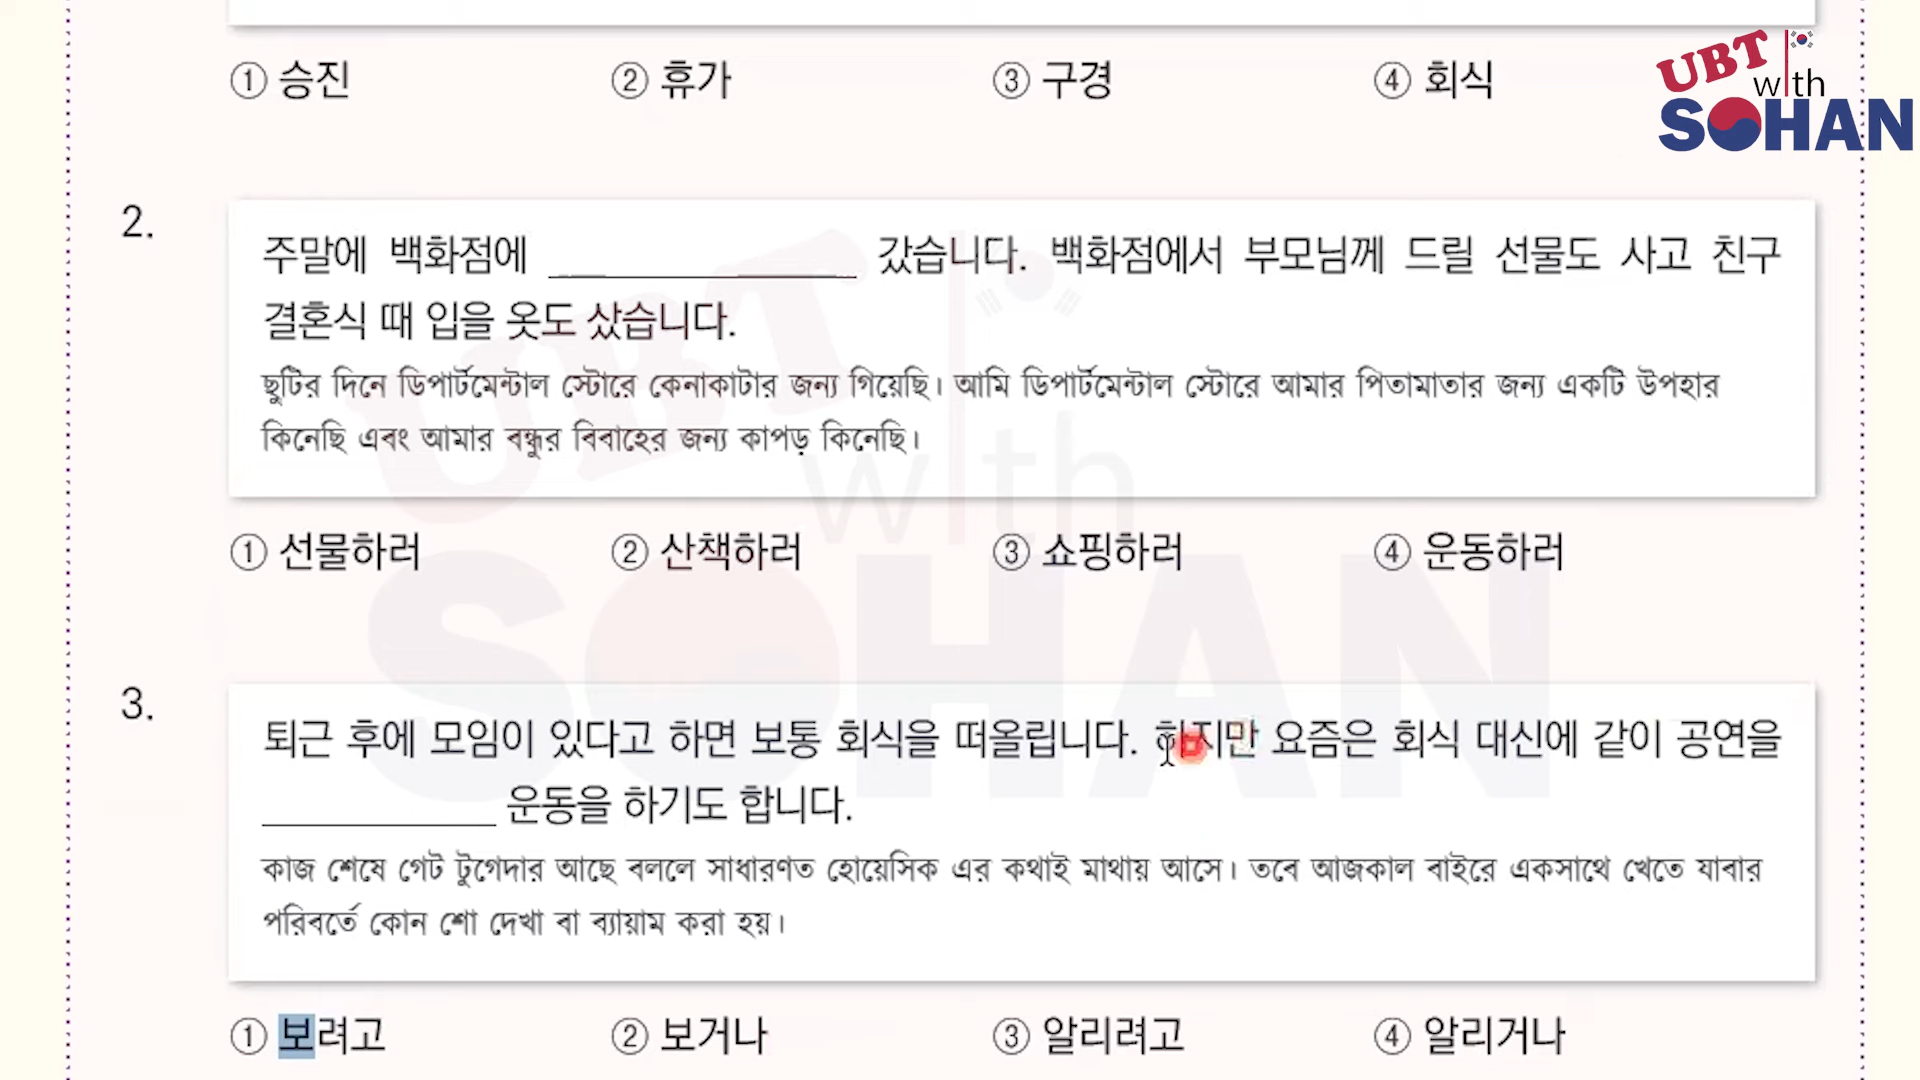 ① 승진 ② 휴가 ③ 구경 ④ 회식
UBT
with
SOHAN
2.
주말에 백화점에 ____________ 갔습니다. 백화점에서 부모님께 드릴 선물도 사고 친구
결혼식 때 입을 옷도 샀습니다.
ছুটির দিনে ডিপার্টমেন্টাল স্টোরে কেনাকাটার জন্য গিয়েছি। আমি ডিপার্টমেন্টাল স্টোরে আমার পিতামাতার জন্য একটি উপহার
কিনেছি এবং আমার বন্ধুর বিবাহের জন্য কাপড় কিনেছি।
① 선물하러 ② 산책하러 ③ 쇼핑하러 ④ 운동하러
3.
퇴근 후에 모임이 있다고 하면 보통 회식을 떠올립니다. 하지만 요즘은 회식 대신에 같이 공연을
____________ 운동을 하기도 합니다.
কাজ শেষে গেট টুগেদার আছে বললে সাধারণত হোয়েসিক এর কথাই মাথায় আসে। তবে আজকাল বাইরে একসাথে খেতে যাবার
পরিবর্তে কোন শো দেখা বা ব্যায়াম করা হয়।
① 보려고 ② 보거나 ③ 알리려고 ④ 알리거나